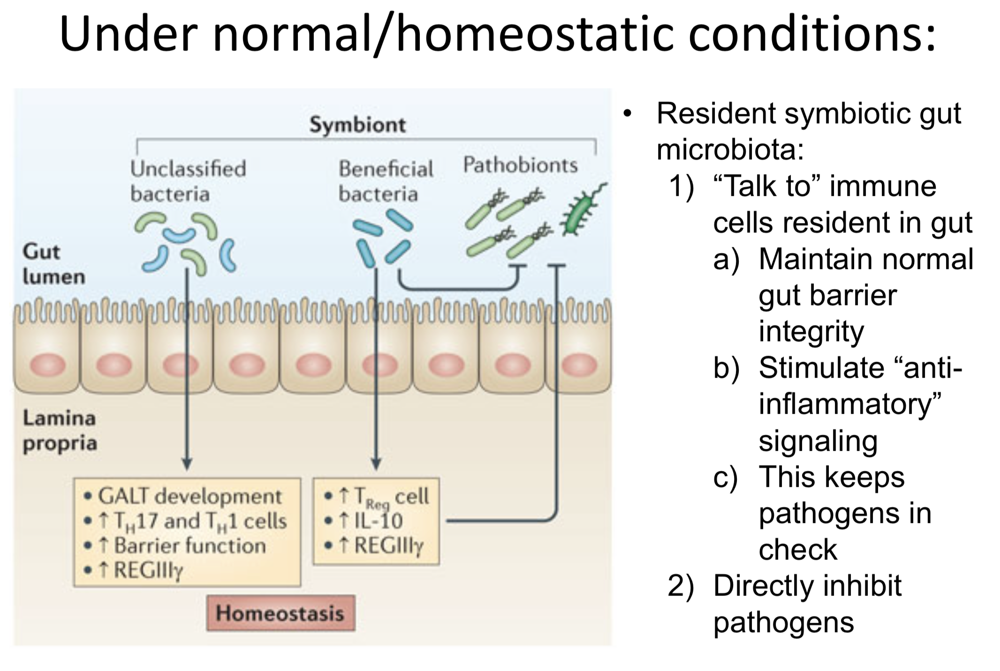 Under normal/homeostatic conditions:
Symbiont
Unclassified
bacteria
Beneficial
bacteria
Pathobionts
Gut
lumen
Lamina
propria
• GALT development
• ↑ TH17 and TH1 cells
• ↑ Barrier function
• ↑ REGIIIγ
• ↑ TReg cell
• ↑ IL-10
• ↑ REGIIIγ
Homeostasis
• Resident symbiotic gut
microbiota:
1) “Talk to” immune
cells resident in gut
a) Maintain normal
gut barrier
integrity
b) Stimulate “anti-
inflammatory”
signaling
c) This keeps
pathogens in
check
2) Directly inhibit
pathogens